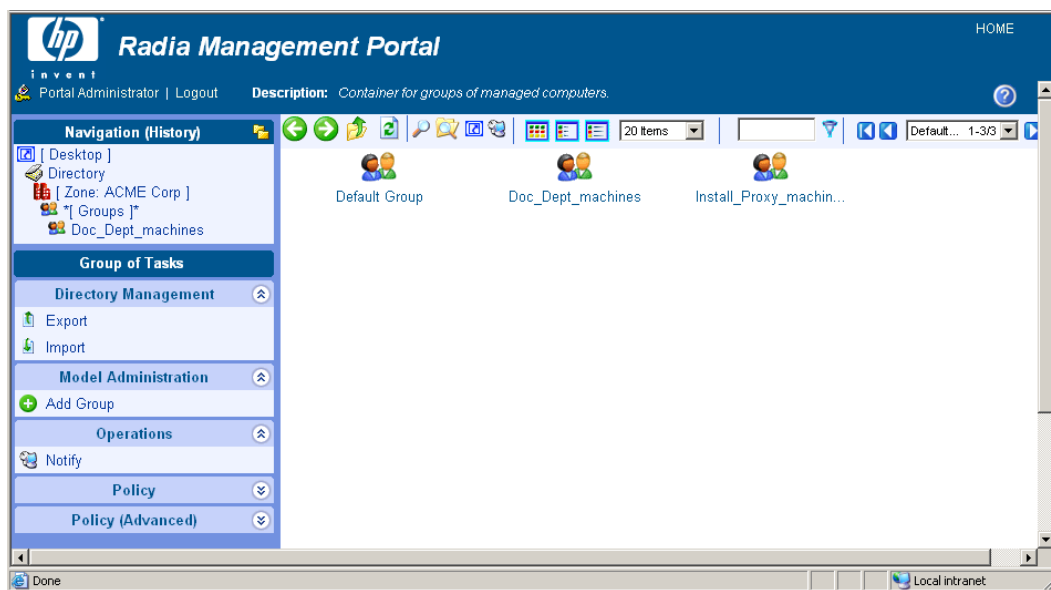 HOME
hp
invent
Radia Management Portal
Portal Administrator | Logout
Description: Container for groups of managed computers.
Navigation (History)
20 Items
Default... 1-3/3
[ Desktop ]
Directory
[ Zone: ACME Corp ]
*[ Groups ]*
Doc_Dept_machines
Default Group
Doc_Dept_machines
Install_Proxy_machin...
Group of Tasks
Directory Management
Export
Import
Model Administration
Add Group
Operations
Notify
Policy
Policy (Advanced)
Done
Local intranet